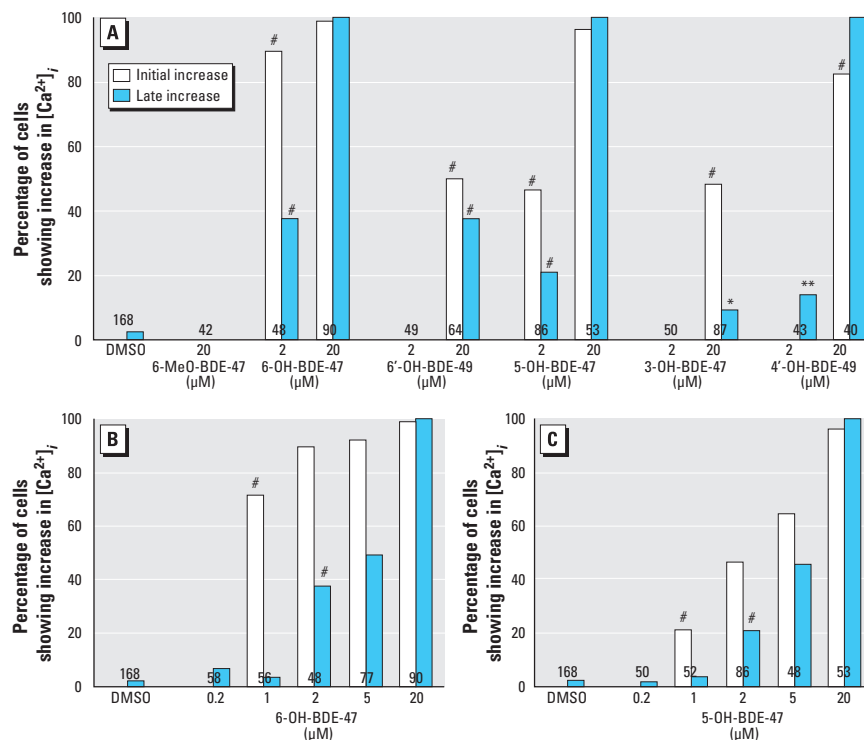 A
Initial increase
Late increase
Percentage of cells
showing increase in [Ca²⁺]i
100
80
60
40
20
0
# # # # # # # * ** #
168 42 48 90 49 64 86 53 50 87 43 40
DMSO 20 2 20 2 20 2 20 2 20 2 20
6-MeO-BDE-47 6-OH-BDE-47 6′-OH-BDE-49 5-OH-BDE-47 3-OH-BDE-47 4′-OH-BDE-49
(µM) (µM) (µM) (µM) (µM) (µM)
B
Percentage of cells
showing increase in [Ca²⁺]i
100
80
60
40
20
0
# #
168 58 56 48 77 90
DMSO 0.2 1 2 5 20
6-OH-BDE-47
(µM)
C
Percentage of cells
showing increase in [Ca²⁺]i
100
80
60
40
20
0
# #
168 50 52 86 48 53
DMSO 0.2 1 2 5 20
5-OH-BDE-47
(µM)